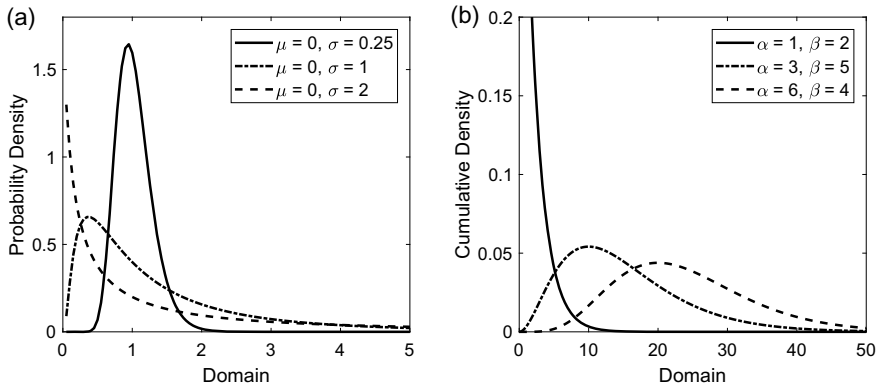 (a)
μ = 0, σ = 0.25
μ = 0, σ = 1
μ = 0, σ = 2
Probability Density
1.5
1
0.5
0
0 1 2 3 4 5
Domain
(b)
α = 1, β = 2
α = 3, β = 5
α = 6, β = 4
Cumulative Density
0.2
0.15
0.1
0.05
0
0 10 20 30 40 50
Domain